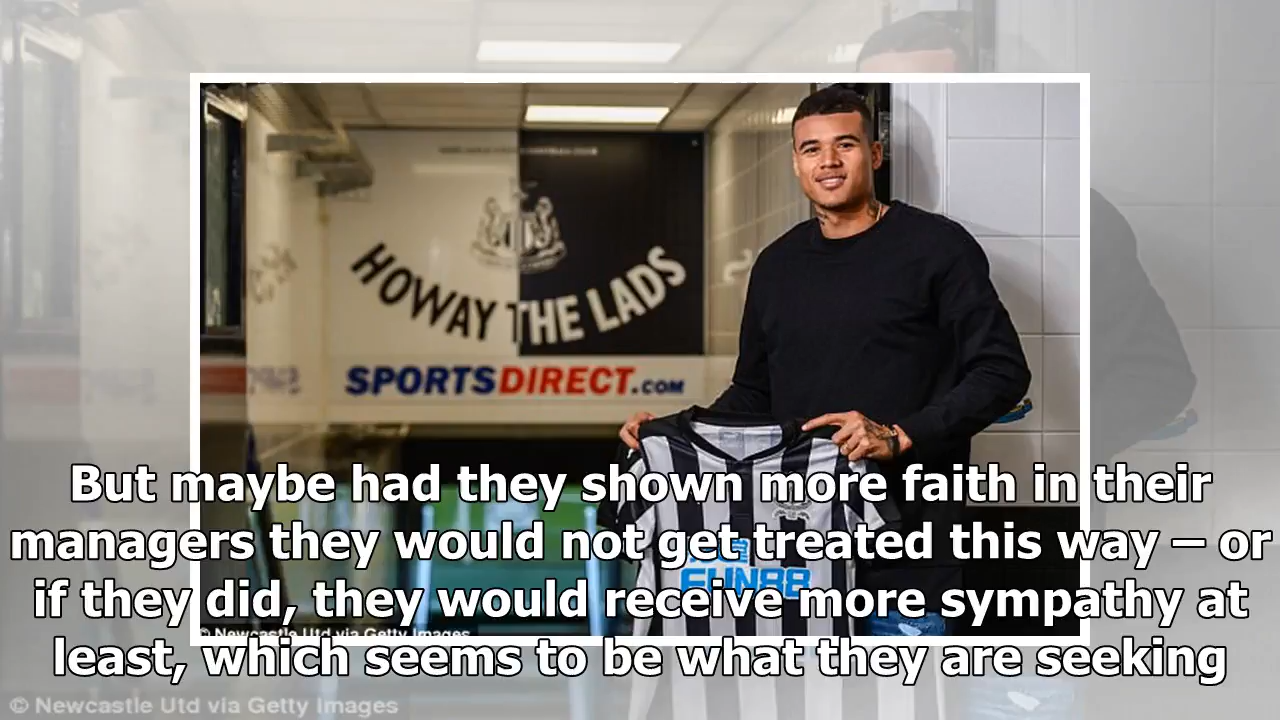 HOWAY THE LADS
SPORTSDIRECT.COM
FUN88
But maybe had they shown more faith in their
managers they would not get treated this way – or
if they did, they would receive more sympathy at
least, which seems to be what they are seeking
© Newcastle Utd via Getty Images
© Newcastle Utd via Getty Images